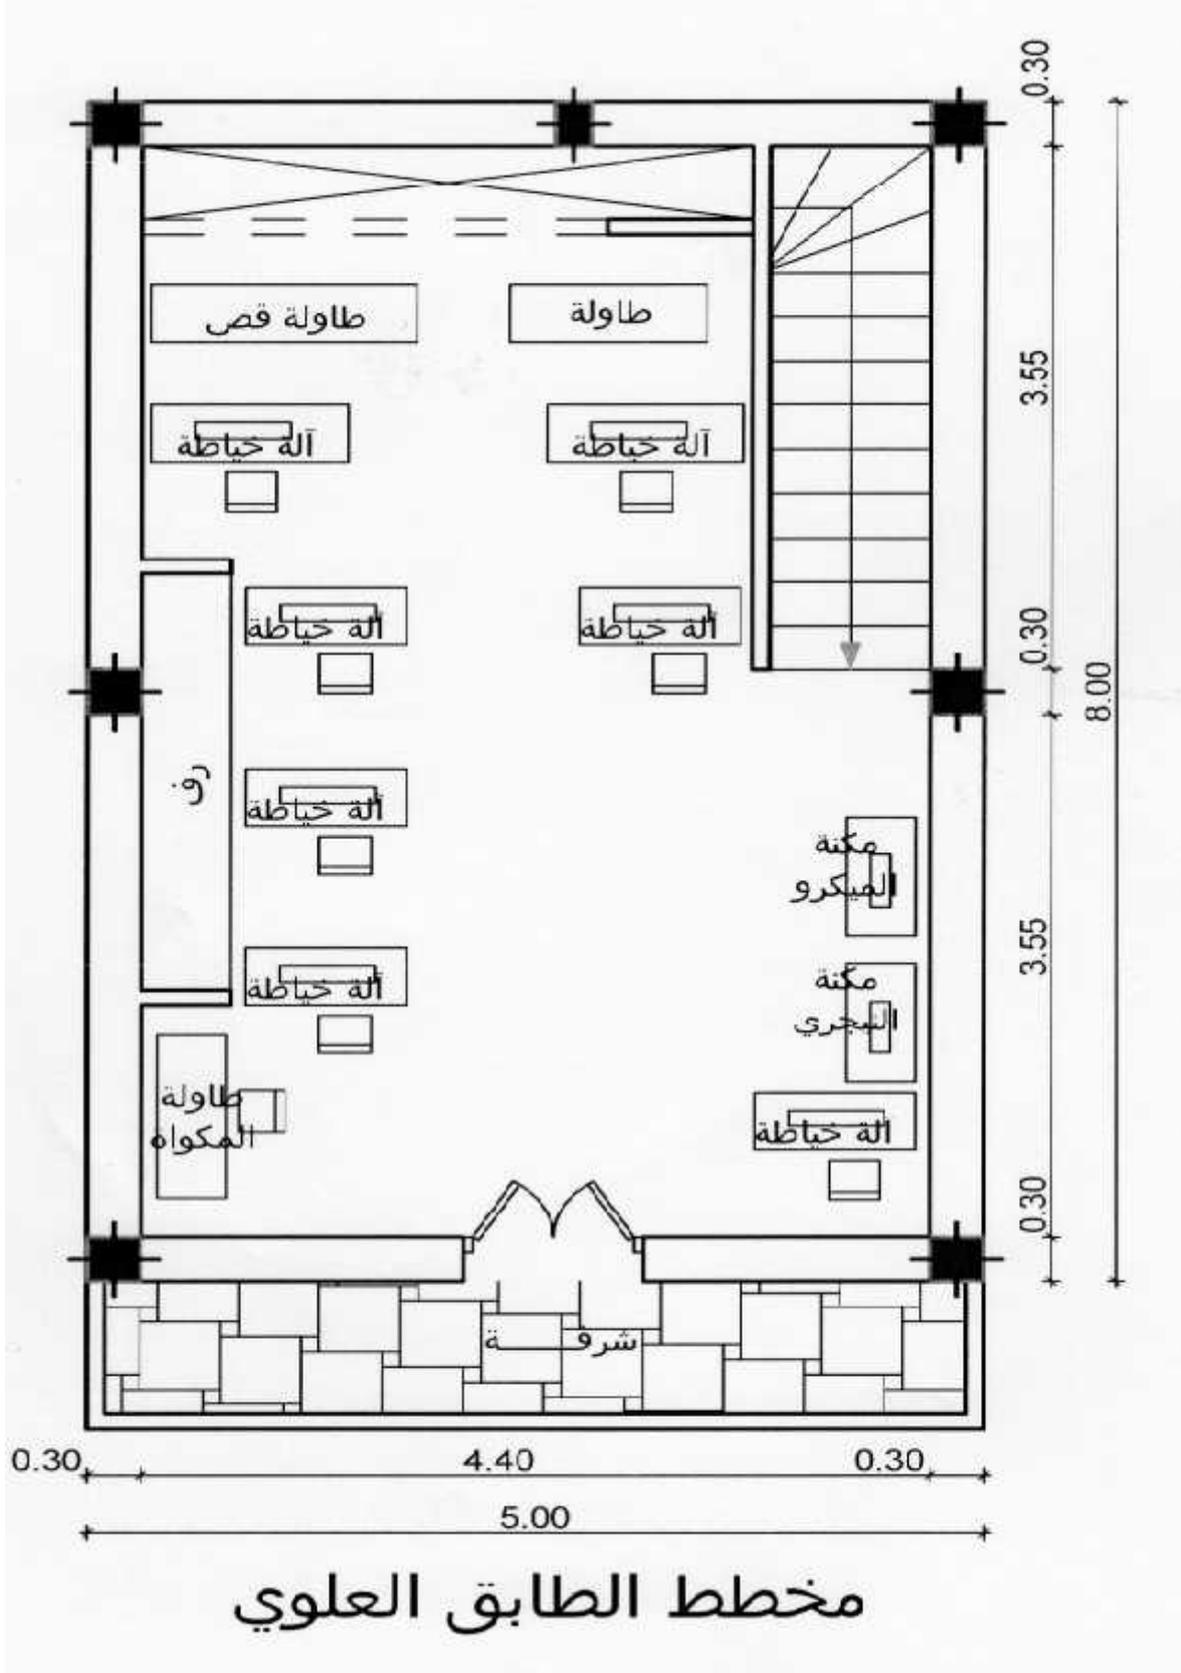 0.30
طاولة قص
طاولة
3.55
آلة خياطة
آلة خياطة
آلة خياطة
آلة خياطة
0.30
8.00
رف
آلة خياطة
مكنة
الميكرو
3.55
آلة خياطة
مكنة
النبجري
طاولة
المكواة
آلة خياطة
0.30
شرفـــــة
0.30
4.40
0.30
5.00
مخطط الطابق العلوي